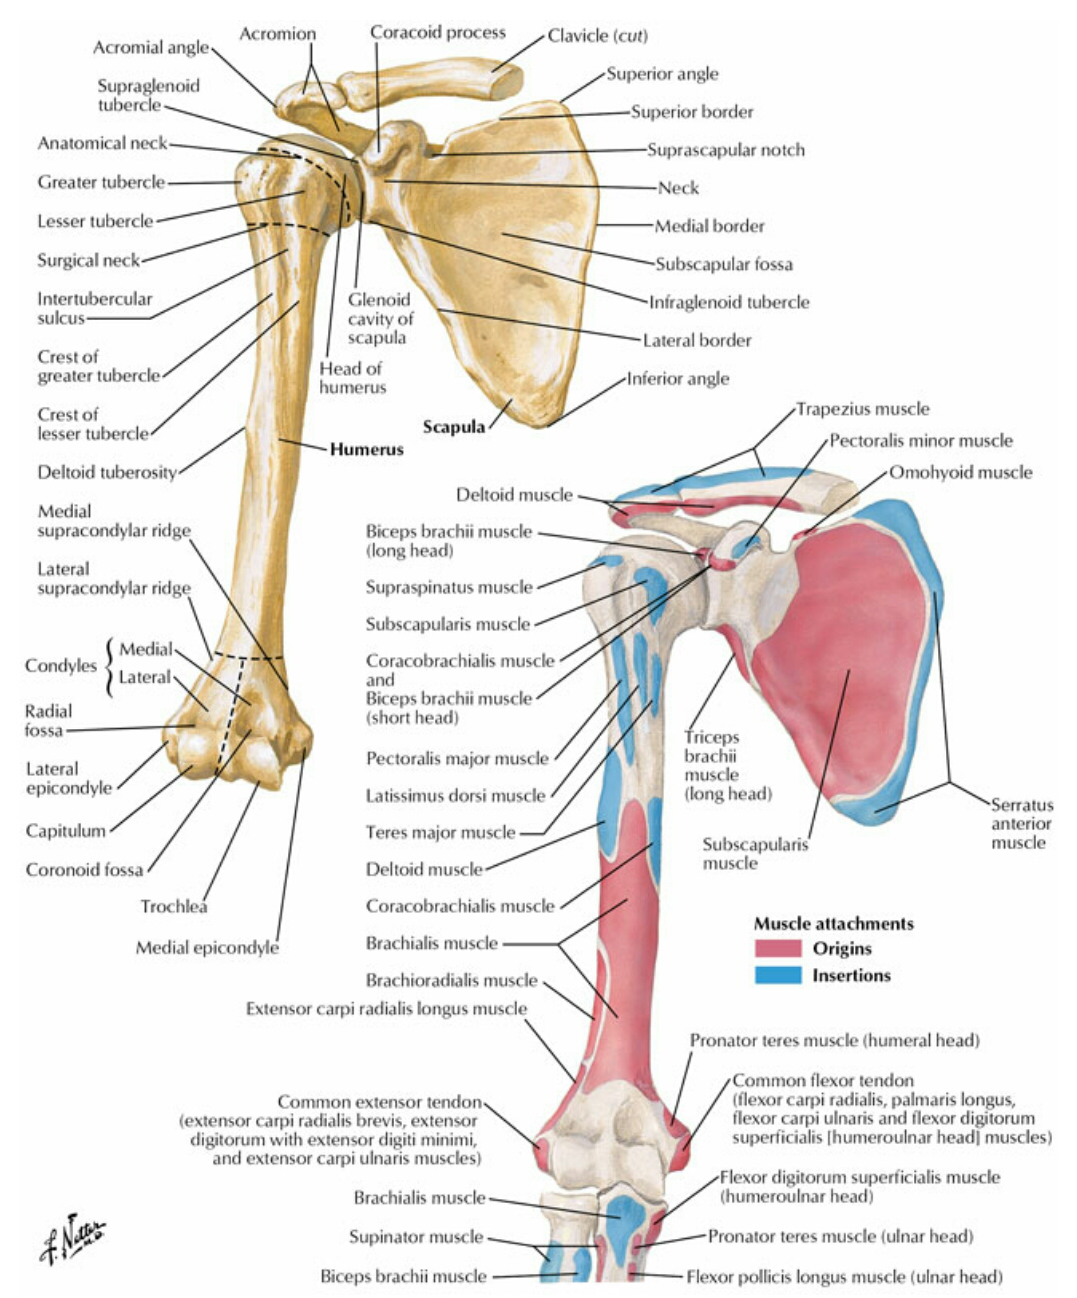 Acromion
Coracoid process
Clavicle (cut)
Acromial angle
Superior angle
Supraglenoid
tubercle
Superior border
Anatomical neck
Suprascapular notch
Greater tubercle
Neck
Lesser tubercle
Medial border
Surgical neck
Subscapular fossa
Intertubercular
sulcus
Glenoid
cavity of
scapula
Infraglenoid tubercle
Lateral border
Crest of
greater tubercle
Head of
humerus
Inferior angle
Crest of
lesser tubercle
Scapula
Humerus
Deltoid tuberosity
Medial
supracondylar ridge
Lateral
supracondylar ridge
Condyles
Medial
Lateral
Radial
fossa
Lateral
epicondyle
Capitulum
Coronoid fossa
Trochlea
Medial epicondyle
Trapezius muscle
Pectoralis minor muscle
Omohyoid muscle
Deltoid muscle
Biceps brachii muscle
(long head)
Supraspinatus muscle
Subscapularis muscle
Coracobrachialis muscle
and
Biceps brachii muscle
(short head)
Pectoralis major muscle
Latissimus dorsi muscle
Teres major muscle
Deltoid muscle
Coracobrachialis muscle
Brachialis muscle
Brachioradialis muscle
Extensor carpi radialis longus muscle
Triceps
brachii
muscle
(long head)
Subscapularis
muscle
Serratus
anterior
muscle
Muscle attachments
Origins
Insertions
Pronator teres muscle (humeral head)
Common flexor tendon
(flexor carpi radialis, palmaris longus,
flexor carpi ulnaris and flexor digitorum
superficialis [humeroulnar head] muscles)
Common extensor tendon
(extensor carpi radialis brevis, extensor
digitorum with extensor digiti minimi,
and extensor carpi ulnaris muscles)
Flexor digitorum superficialis muscle
(humeroulnar head)
Brachialis muscle
Supinator muscle
Biceps brachii muscle
Pronator teres muscle (ulnar head)
Flexor pollicis longus muscle (ulnar head)
f. Netter
M.D.